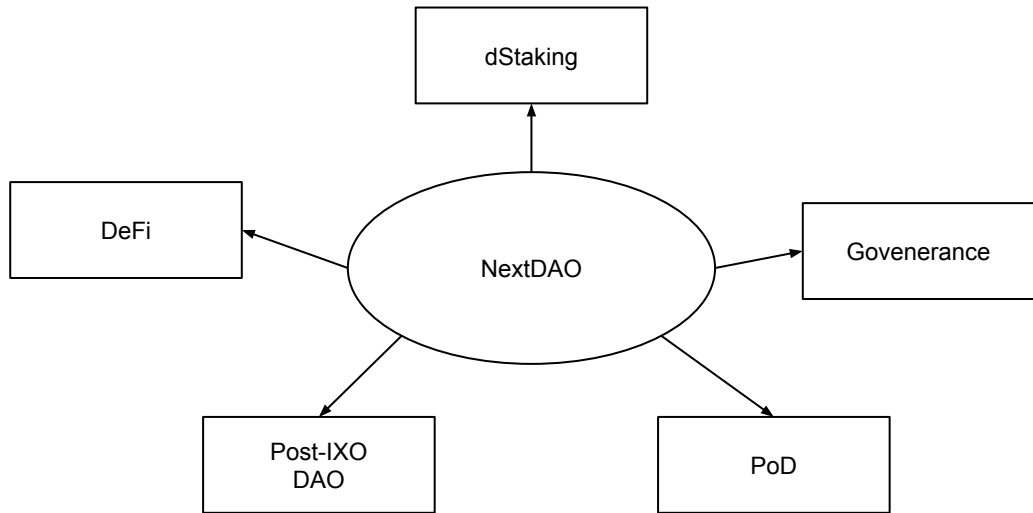 dStaking
DeFi
Govenerance
NextDAO
Post-IXO
DAO
PoD